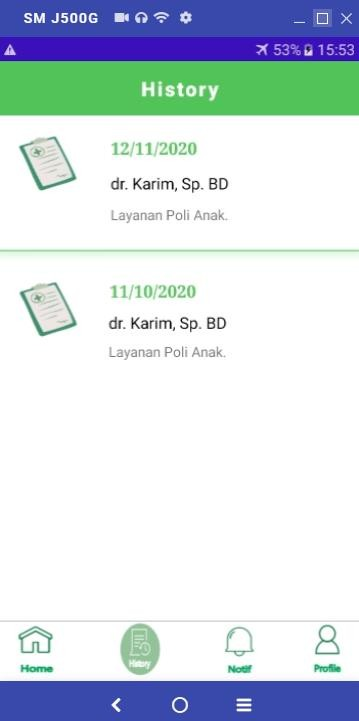 SM J500G
53% 15:53
History
12/11/2020
dr. Karim, Sp. BD
Layanan Poli Anak.
11/10/2020
dr. Karim, Sp. BD
Layanan Poli Anak.
Home
History
Notif
Profile